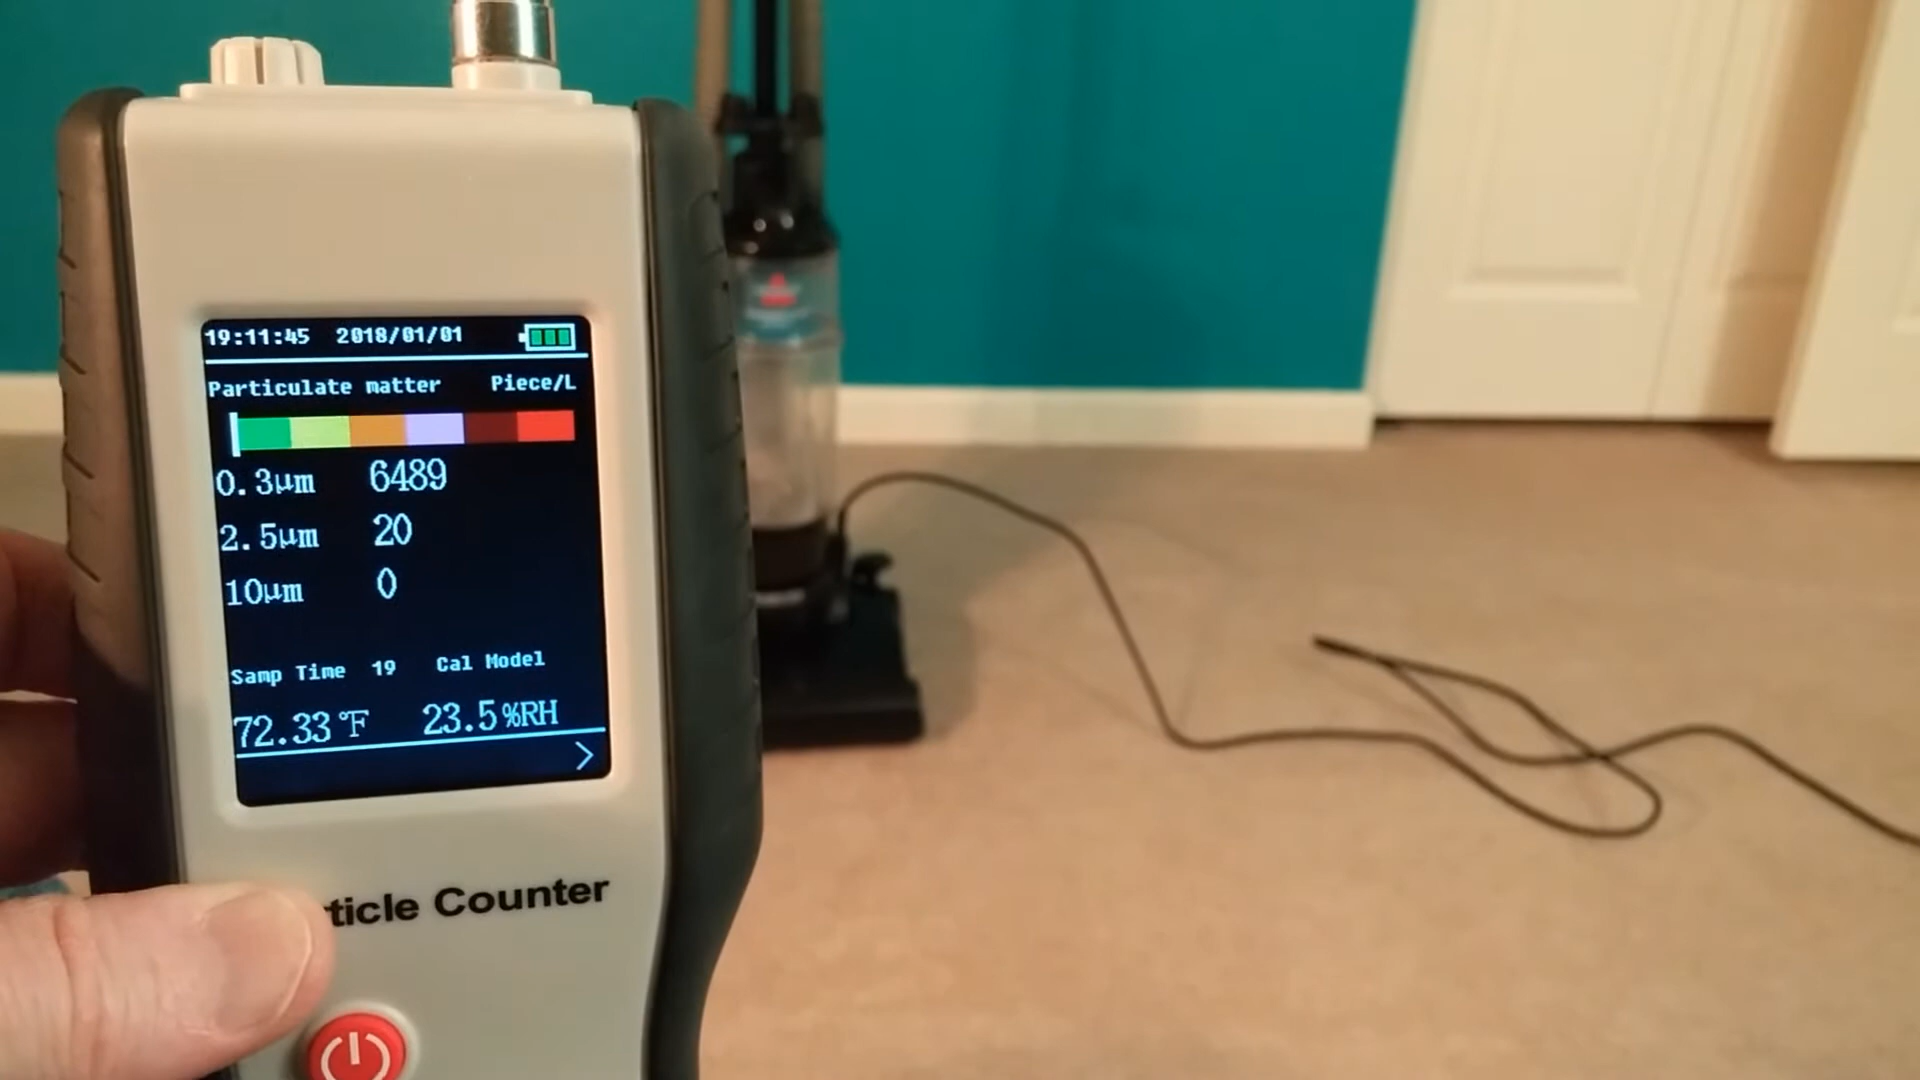 19:11:45 2018/01/01
Particulate matter Piece/L
0.3μm 6489
2.5μm 20
10μm 0
Samp Time 19 Cal Model
72.33℉ 23.5%RH
>
ticle Counter